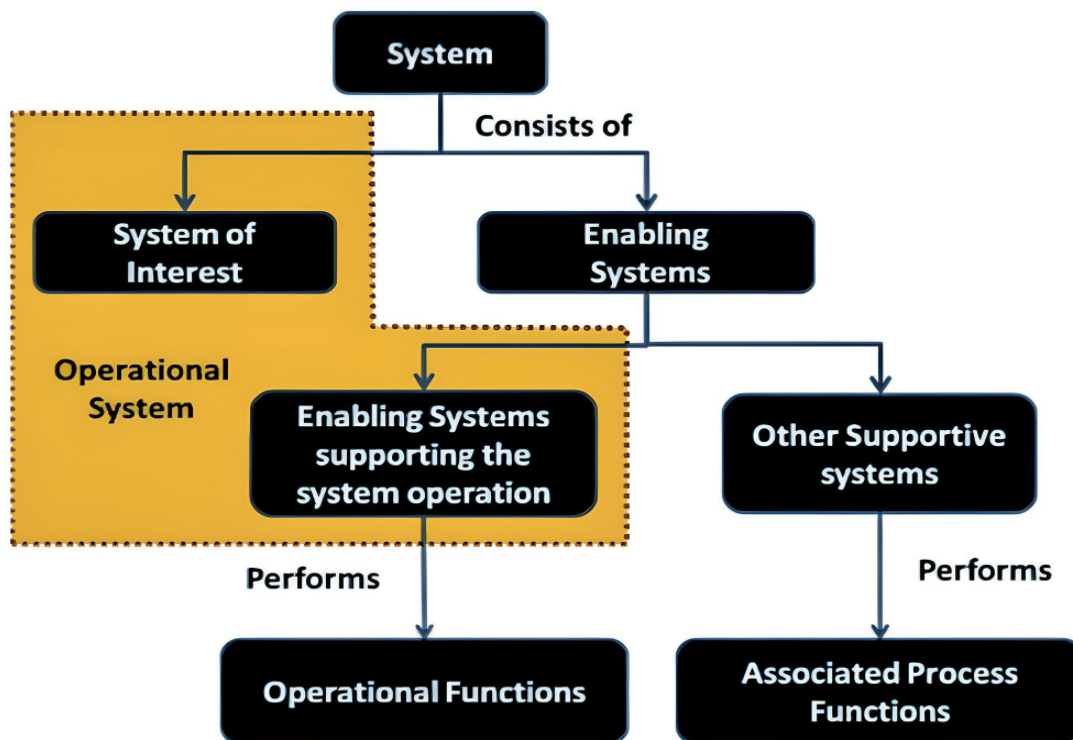 System
Consists of
System of
Interest
Enabling
Systems
Operational
System
Enabling Systems
supporting the
system operation
Other Supportive
systems
Performs
Performs
Operational Functions
Associated Process
Functions